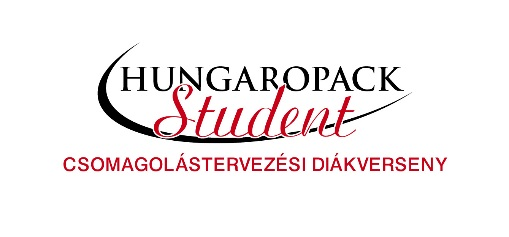 HUNGAROPACK
Student
CSOMAGOLÁSTERVEZÉSI DIÁKVERSENY